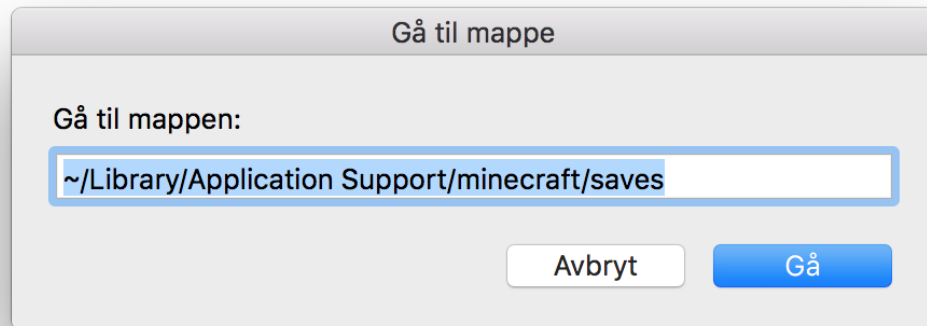 Gå til mappe
Gå til mappen:
~/Library/Application Support/minecraft/saves
Avbryt Gå